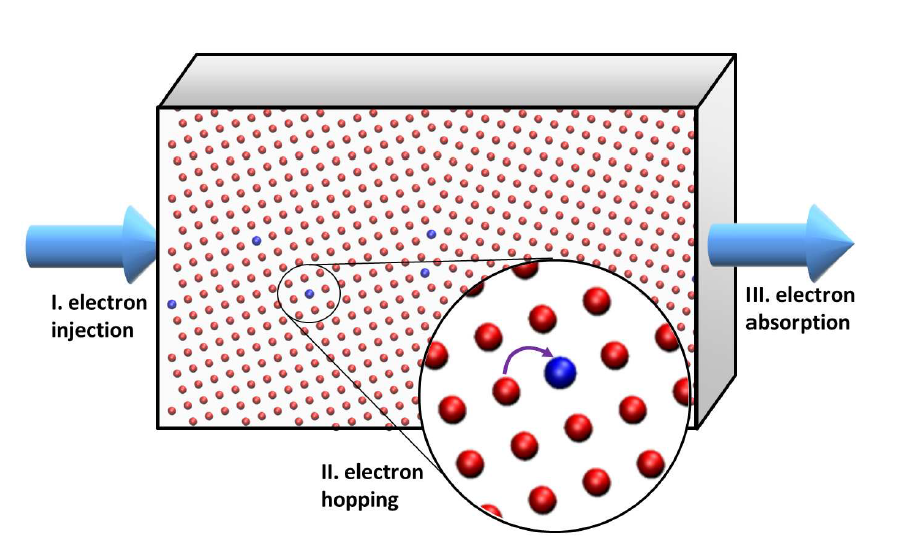 I. electron
injection
II. electron
hopping
III. electron
absorption